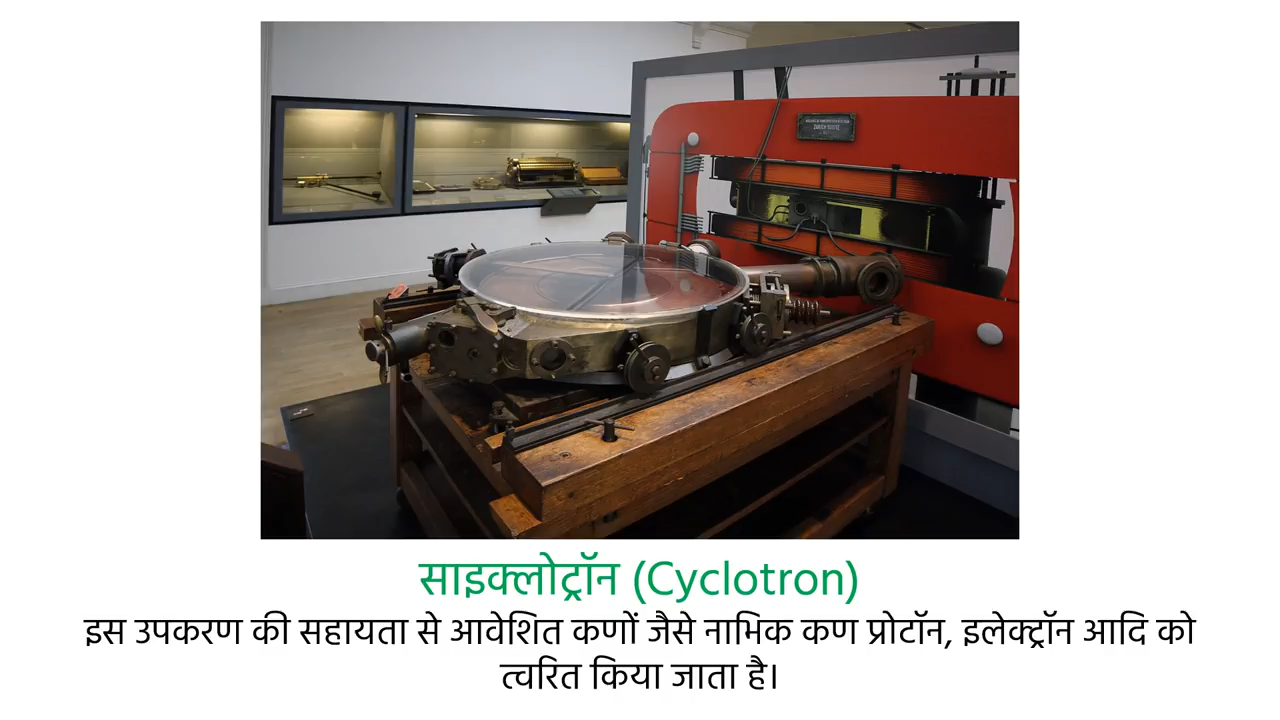 साइक्लोट्रॉन (Cyclotron)
इस उपकरण की सहायता से आवेशित कणों जैसे नाभिक कण प्रोटॉन, इलेक्ट्रॉन आदि को
त्वरित किया जाता है।